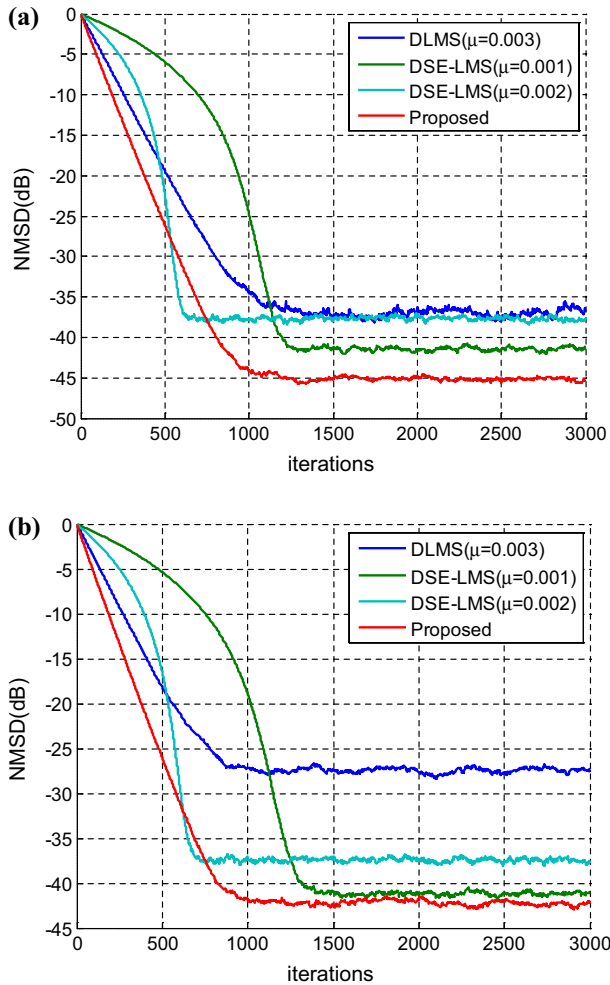 (a)
0
-5
-10
-15
-20
-25
-30
-35
-40
-45
-50
NMSD(dB)
DLMS(μ=0.003)
DSE-LMS(μ=0.001)
DSE-LMS(μ=0.002)
Proposed
0 500 1000 1500 2000 2500 3000
iterations
(b)
0
-5
-10
-15
-20
-25
-30
-35
-40
-45
NMSD(dB)
DLMS(μ=0.003)
DSE-LMS(μ=0.001)
DSE-LMS(μ=0.002)
Proposed
0 500 1000 1500 2000 2500 3000
iterations